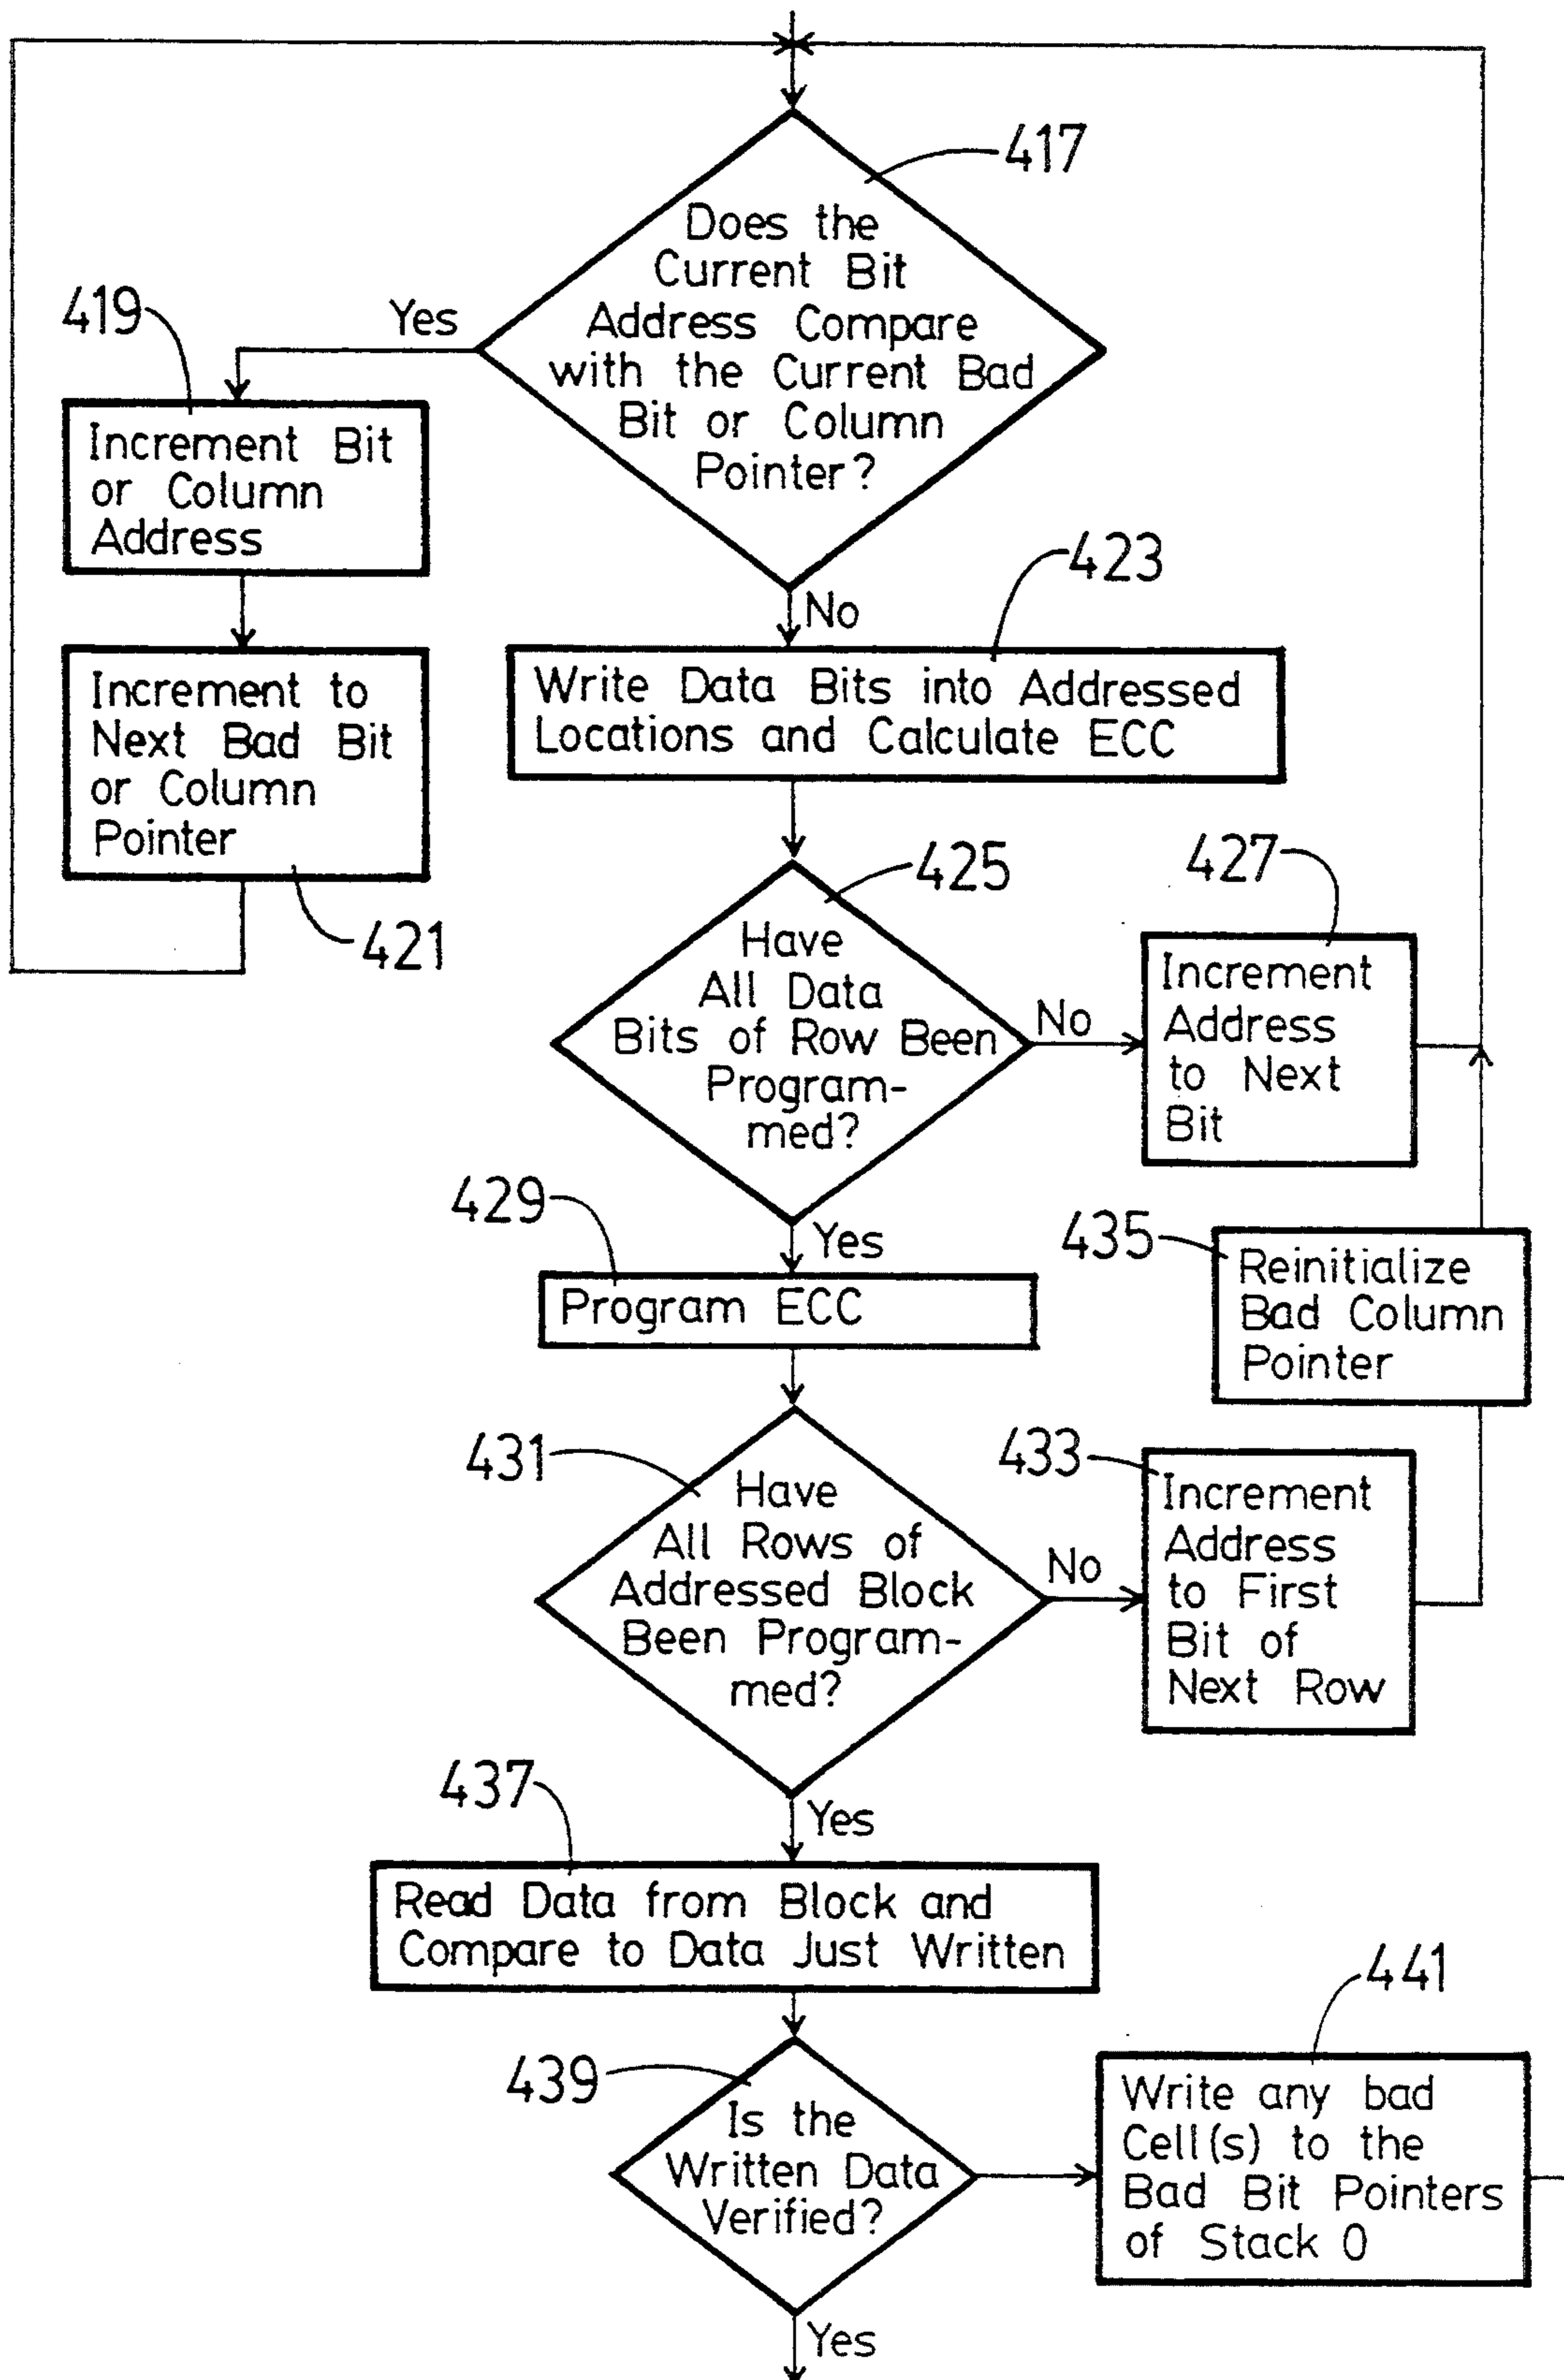 417
Does the
Current Bit
Address Compare
with the Current Bad
Bit or Column
Pointer?
Yes
419
Increment Bit
or Column
Address
Increment to
Next Bad Bit
or Column
Pointer
421
No
423
Write Data Bits into Addressed
Locations and Calculate ECC
425
Have
All Data
Bits of Row Been
Program-
med?
No
427
Increment
Address
to Next
Bit
Yes
429
Program ECC
435
Reinitialize
Bad Column
Pointer
431
Have
All Rows of
Addressed Block
Been Program-
med?
No
433
Increment
Address
to First
Bit of
Next Row
Yes
437
Read Data from Block and
Compare to Data Just Written
439
Is the
Written Data
Verified?
441
Write any bad
Cell(s) to the
Bad Bit Pointers
of Stack 0
Yes